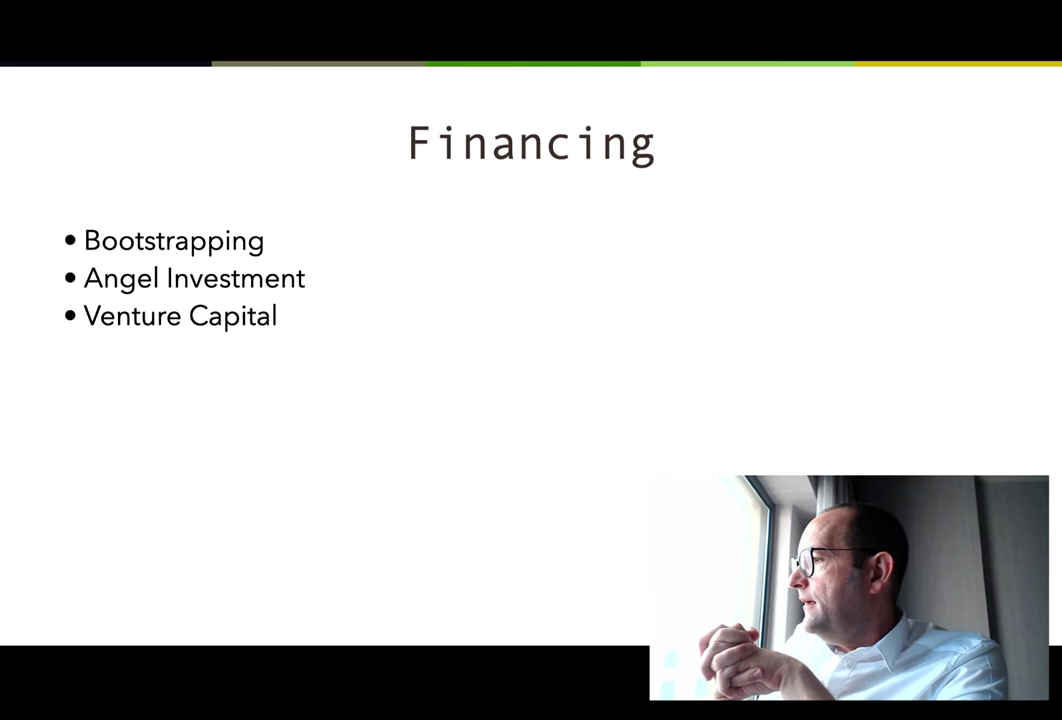 Financing
• Bootstrapping
• Angel Investment
• Venture Capital